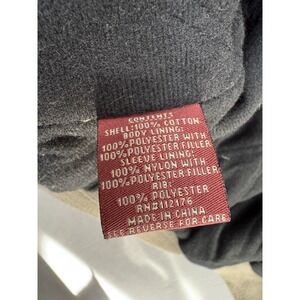 CONTENTS
SHELL:100% COTTON
BODY LINING:
100%POLYESTER WITH
100%POLYESTER FILLER
SLEEVE LINING:
100% NYLON WITH
100%POLYESTER FILLER
RIB:
100% POLYESTER
RN#112176
MADE IN CHINA
SEE REVERSE FOR CARE